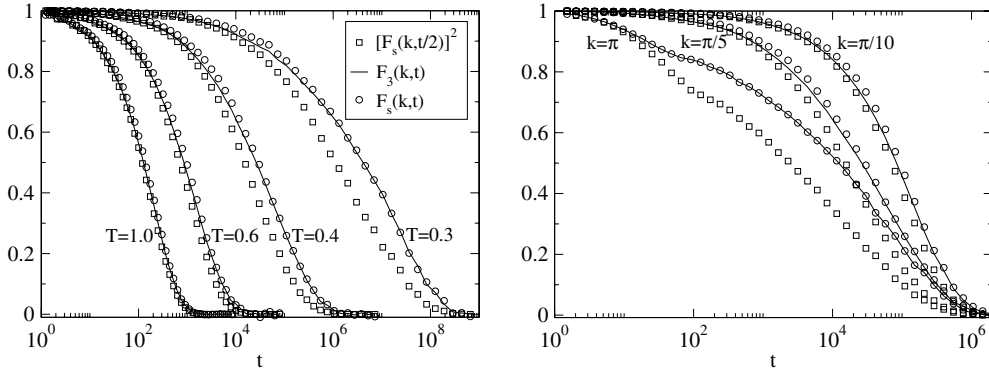 1
0.8
0.6
0.4
0.2
0
10^0
10^2
10^4
10^6
10^8
t
[F_s(k,t/2)]^2
F_3(k,t)
F_s(k,t)
T=1.0
T=0.6
T=0.4
T=0.3
1
0.8
0.6
0.4
0.2
0
10^0
10^2
10^4
10^6
t
k=π
k=π/5
k=π/10